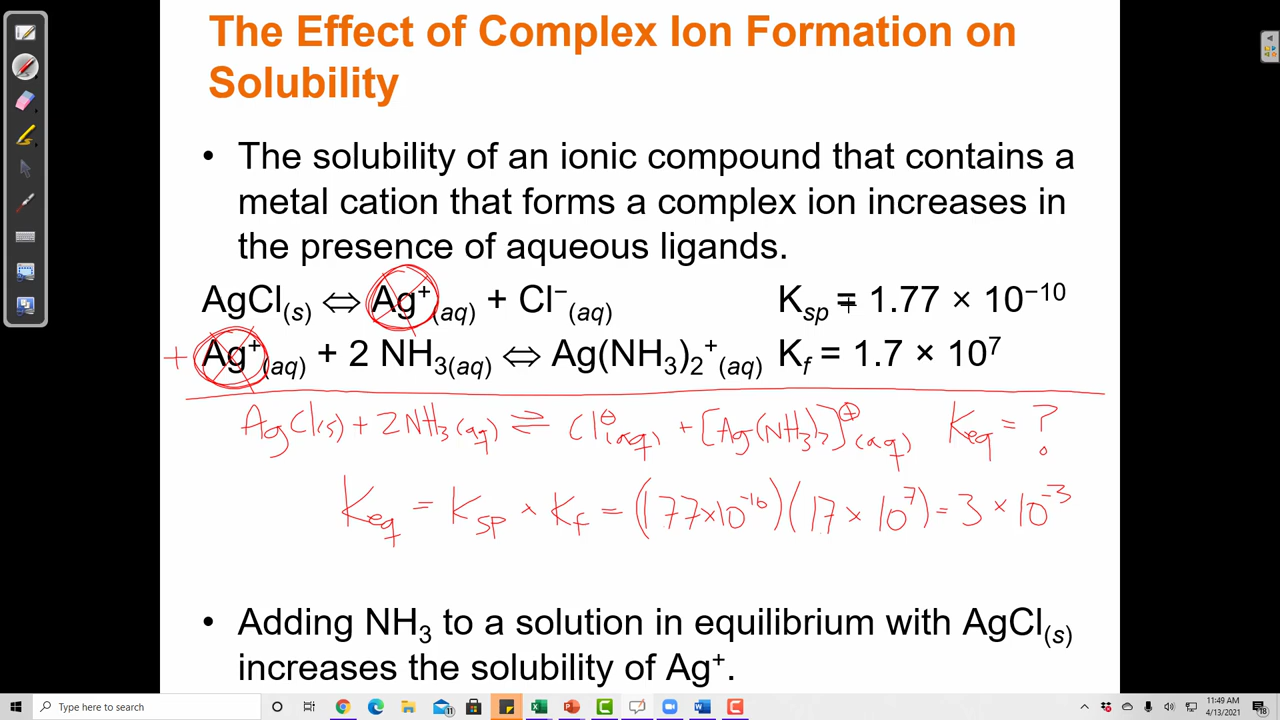 The Effect of Complex Ion Formation on
Solubility
• The solubility of an ionic compound that contains a
metal cation that forms a complex ion increases in
the presence of aqueous ligands.
AgCl(s) ⇔ Ag⁺(aq) + Cl⁻(aq) Ksp = 1.77 × 10⁻¹⁰
+ Ag⁺(aq) + 2 NH₃(aq) ⇔ Ag(NH₃)₂⁺(aq) Kf = 1.7 × 10⁷
AgCl(s) + 2NH₃(aq) ⇌ Cl⊖(aq) + [Ag(NH₃)₂]⊕(aq) Keq = ?
Keq = Ksp × Kf = (1.77×10⁻¹⁰)(1.7 × 10⁷) = 3 × 10⁻³
• Adding NH₃ to a solution in equilibrium with AgCl(s)
increases the solubility of Ag⁺.
Type here to search
11
11:49 AM
4/13/2021
18